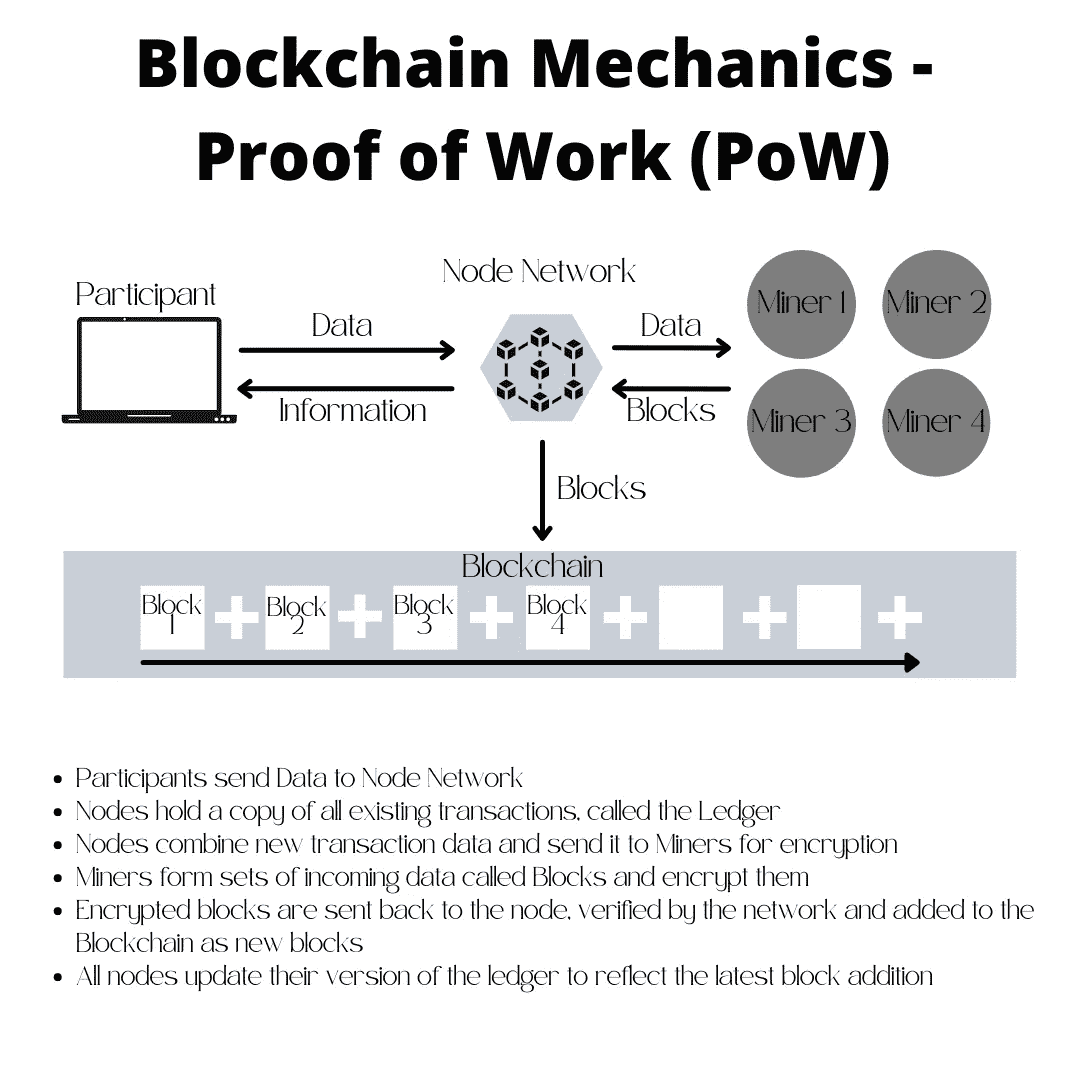 Blockchain Mechanics -
Proof of Work (PoW)
Node Network
Participant
Data
Information
Data
Blocks
Miner 1
Miner 2
Miner 3
Miner 4
Blocks
Blockchain
Block
1
Block
2
Block
3
Block
4
Participants send Data to Node Network
Nodes hold a copy of all existing transactions, called the Ledger
Nodes combine new transaction data and send it to Miners for encryption
Miners form sets of incoming data called Blocks and encrypt them
Encrypted blocks are sent back to the node, verified by the network and added to the
Blockchain as new blocks
All nodes update their version of the ledger to reflect the latest block addition